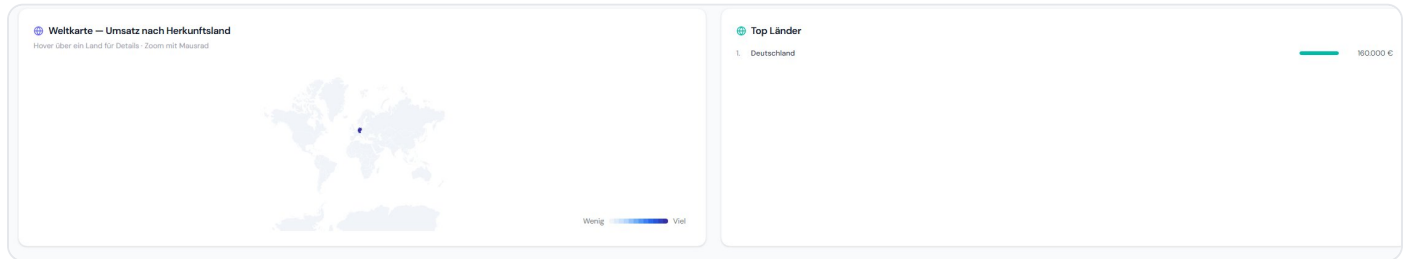 Weltkarte — Umsatz nach Herkunftsland
Hover über ein Land für Details · Zoom mit Mausrad
Wenig Viel
Top Länder
1. Deutschland 160.000 €